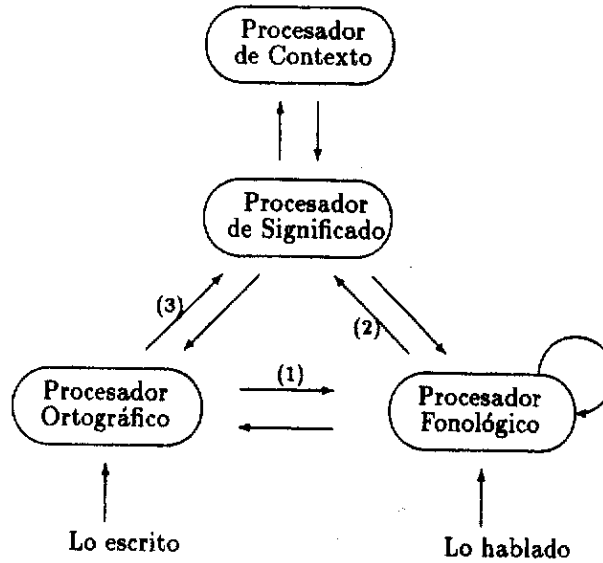 Procesador
de Contexto
Procesador
de Significado
(3)
(2)
(1)
Procesador
Ortográfico
Procesador
Fonológico
Lo escrito
Lo hablado